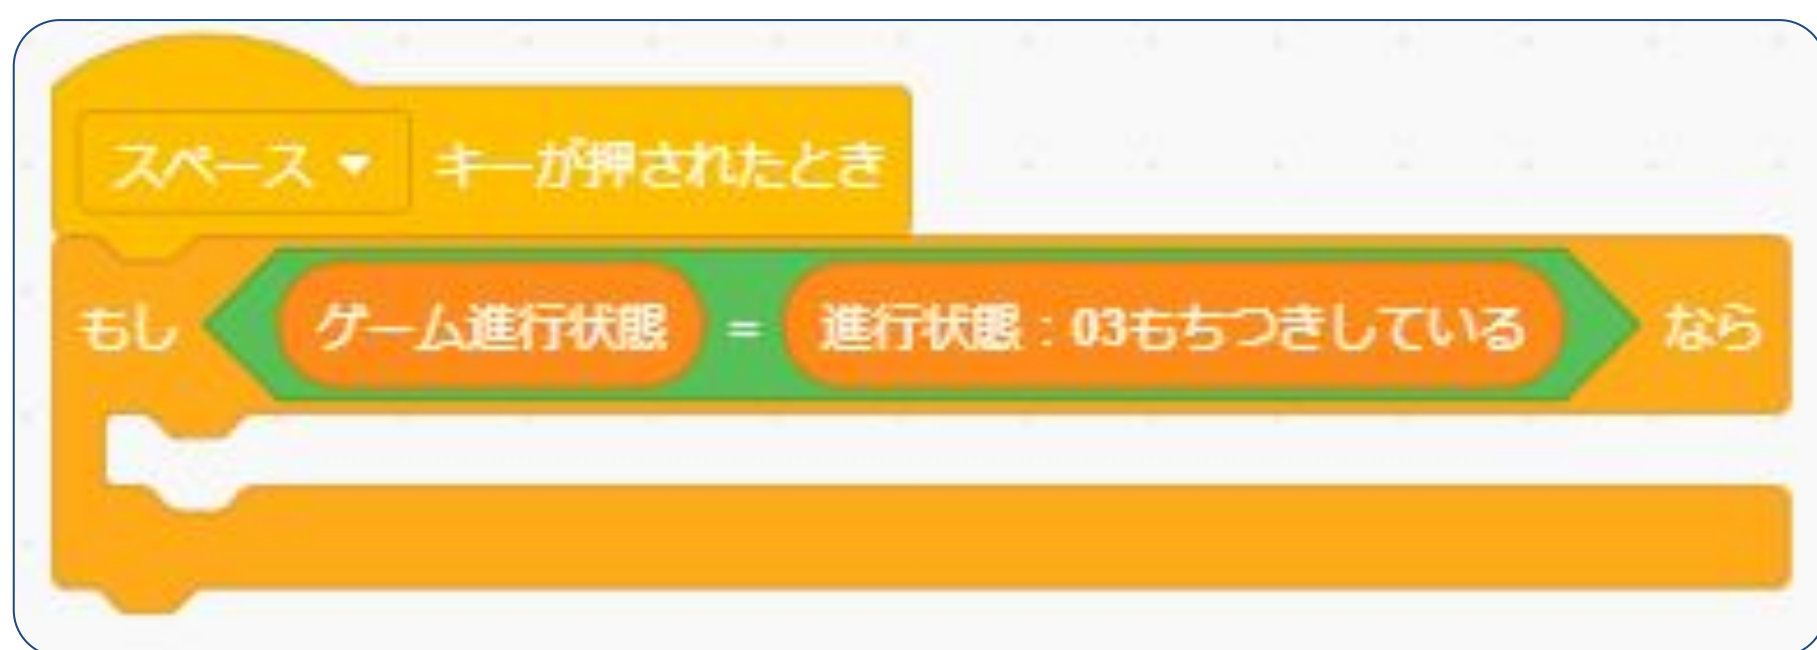 スペース キーが押されたとき
もし ゲーム進行状態 = 進行状態：03もちつきしている なら